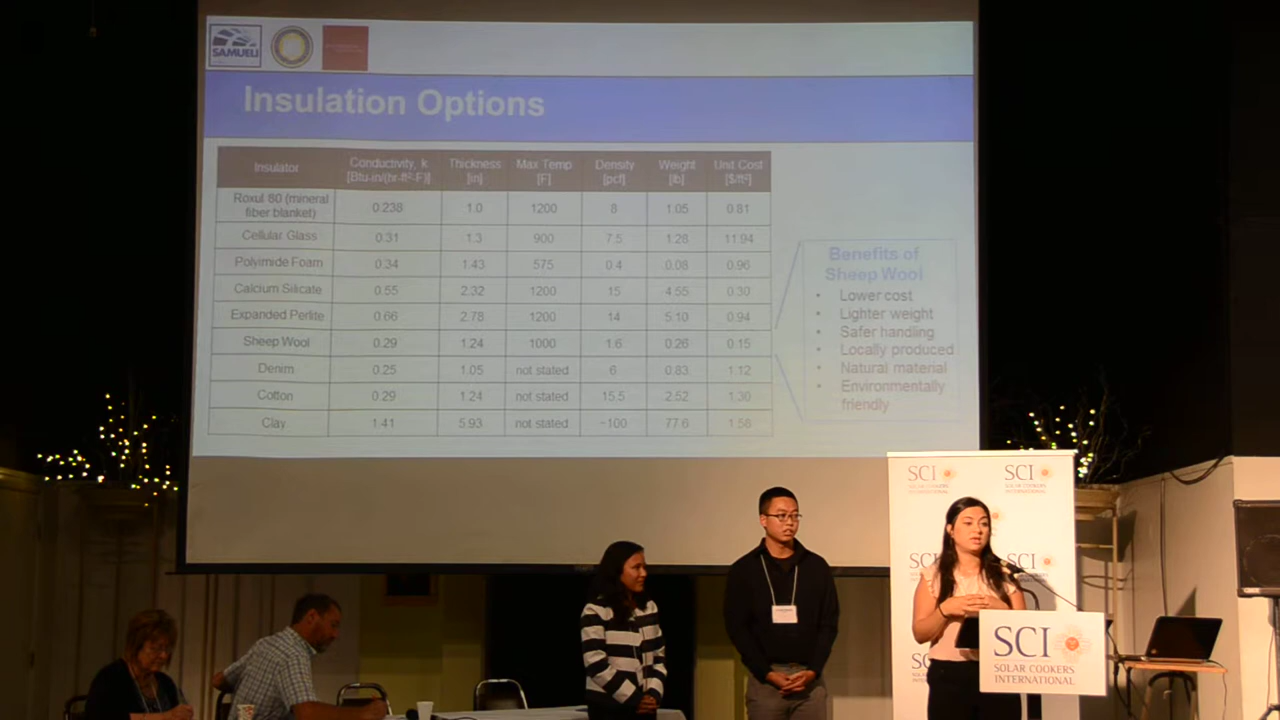 SAMUELI
Insulation Options
Insulator Conductivity, k [Btu-in/(hr-ft²-F)] Thickness [in] Max Temp [F] Density [pcf] Weight [lb] Unit Cost [$/ft²]
Roxul 80 (mineral fiber blanket) 0.238 1.0 1200 8 1.05 0.81
Cellular Glass 0.31 1.3 900 7.5 1.28 11.94
Polyimide Foam 0.34 1.43 575 0.4 0.08 0.96
Calcium Silicate 0.55 2.32 1200 15 4.55 0.30
Expanded Perlite 0.66 2.78 1200 14 5.10 0.94
Sheep Wool 0.29 1.24 1000 1.6 0.26 0.15
Denim 0.25 1.05 not stated 6 0.83 1.12
Cotton 0.29 1.24 not stated 15.5 2.52 1.30
Clay 1.41 5.93 not stated ~100 77.6 1.58
Benefits of
Sheep Wool
• Lower cost
• Lighter weight
• Safer handling
• Locally produced
• Natural material
• Environmentally
friendly
SCI SCI
SOLAR COOKERS SOLAR COOKERS
INTERNATIONAL INTERNATIONAL
SCI
SOLAR COOKERS
INTERNATIONAL